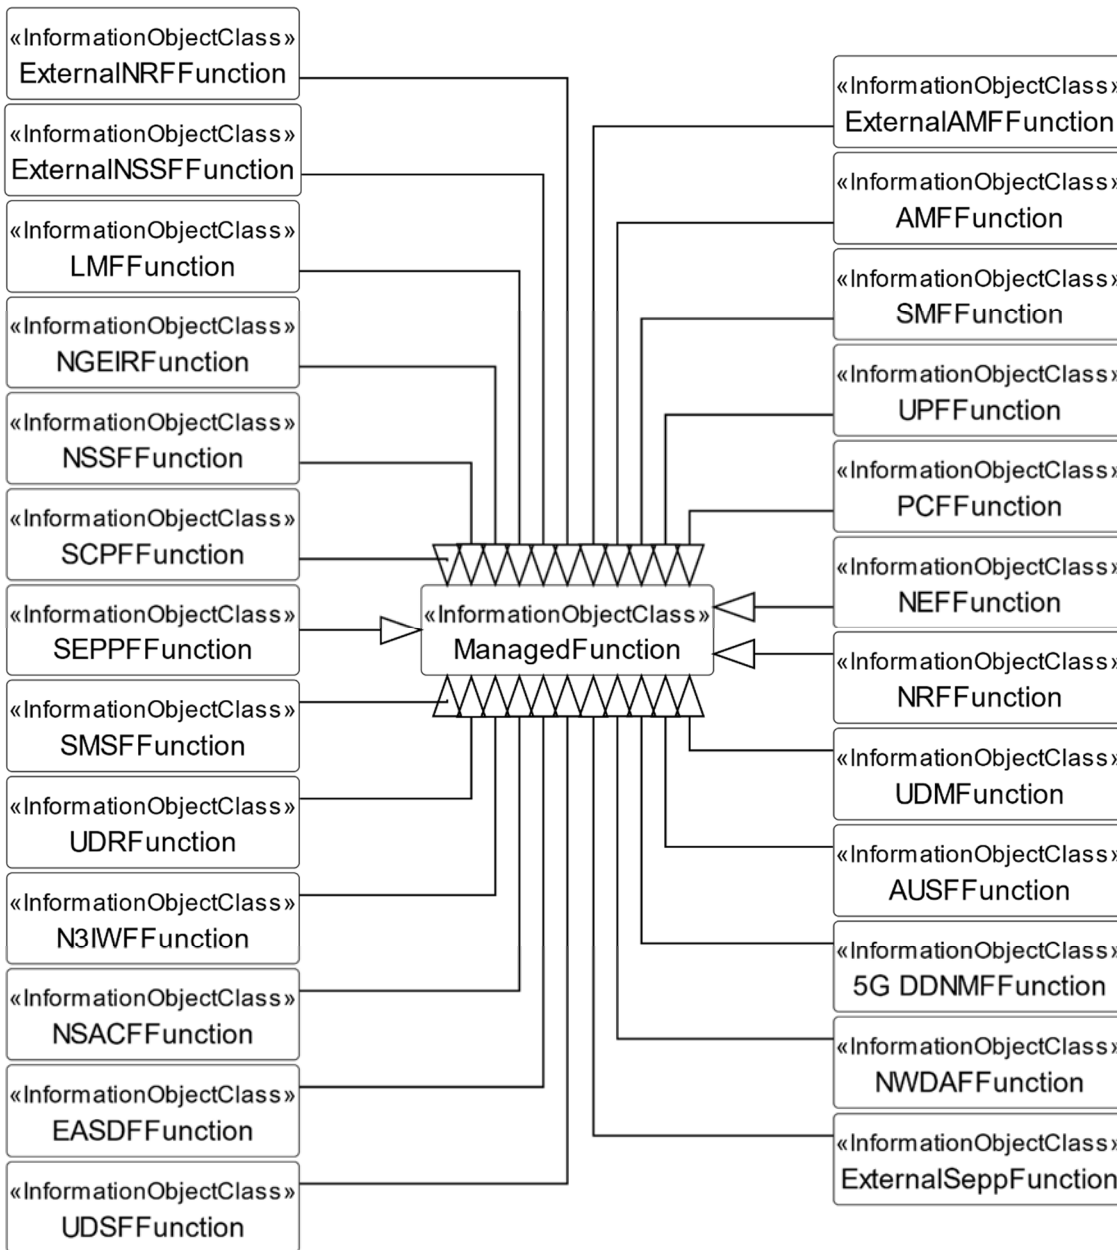 «InformationObjectClass»
ExternalNRFFunction
«InformationObjectClass»
ExternalNSSFFunction
«InformationObjectClass»
LMFFunction
«InformationObjectClass»
NGEIRFunction
«InformationObjectClass»
NSSFFunction
«InformationObjectClass»
SCPFFunction
«InformationObjectClass»
SEPPFFunction
«InformationObjectClass»
SMSFFunction
«InformationObjectClass»
UDRFunction
«InformationObjectClass»
N3IWFFunction
«InformationObjectClass»
NSACFFunction
«InformationObjectClass»
EASDFFunction
«InformationObjectClass»
UDSFFunction
«InformationObjectClass»
ManagedFunction
«InformationObjectClass»
ExternalAMFFunction
«InformationObjectClass»
AMFFunction
«InformationObjectClass»
SMFFunction
«InformationObjectClass»
UPFFunction
«InformationObjectClass»
PCFFunction
«InformationObjectClass»
NEFFunction
«InformationObjectClass»
NRFFunction
«InformationObjectClass»
UDMFunction
«InformationObjectClass»
AUSFFunction
«InformationObjectClass»
5G DDNMFFunction
«InformationObjectClass»
NWDAFFunction
«InformationObjectClass»
ExternalSeppFunction